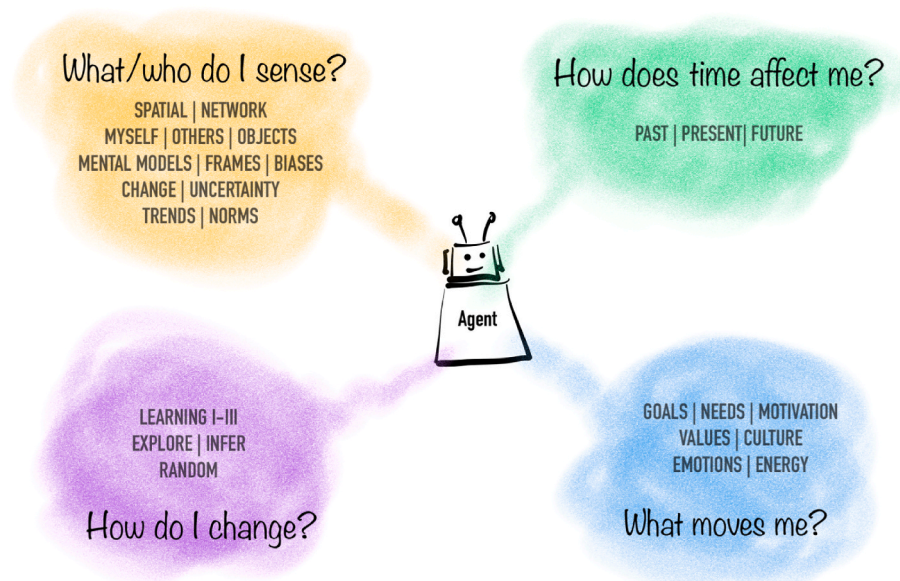 What/who do I sense?
SPATIAL | NETWORK
MYSELF | OTHERS | OBJECTS
MENTAL MODELS | FRAMES | BIASES
CHANGE | UNCERTAINTY
TRENDS | NORMS
How does time affect me?
PAST | PRESENT| FUTURE
Agent
LEARNING I-III
EXPLORE | INFER
RANDOM
How do I change?
GOALS | NEEDS | MOTIVATION
VALUES | CULTURE
EMOTIONS | ENERGY
What moves me?